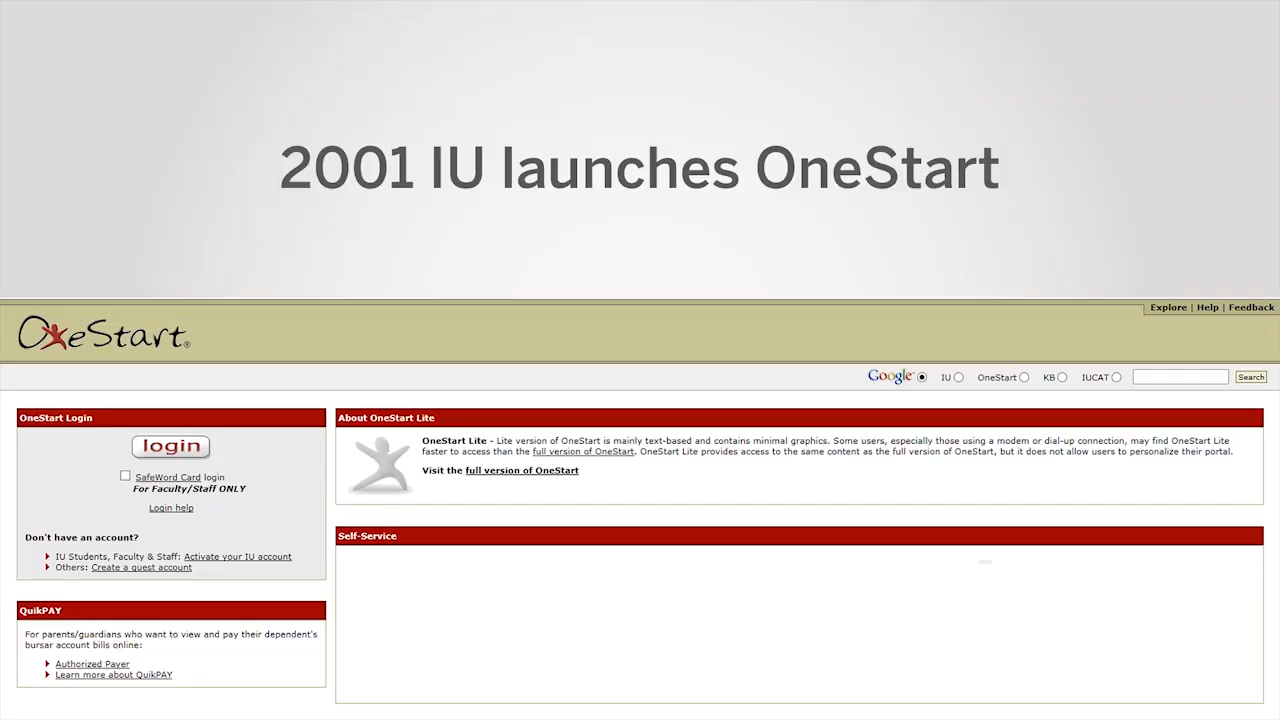 2001 IU launches OneStart
Explore | Help | Feedback
OneStart®
Google™ IU OneStart KB IUCAT Search
OneStart Login
login
SafeWord Card login
For Faculty/Staff ONLY
Login help
Don't have an account?
IU Students, Faculty & Staff: Activate your IU account
Others: Create a guest account
QuikPAY
For parents/guardians who want to view and pay their dependent's
bursar account bills online:
Authorized Payer
Learn more about QuikPAY
About OneStart Lite
OneStart Lite - Lite version of OneStart is mainly text-based and contains minimal graphics. Some users, especially those using a modem or dial-up connection, may find OneStart Lite
faster to access than the full version of OneStart. OneStart Lite provides access to the same content as the full version of OneStart, but it does not allow users to personalize their portal.
Visit the full version of OneStart
Self-Service